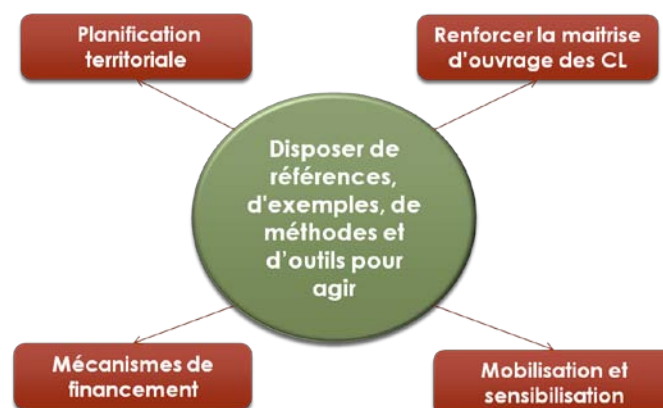 Planification
territoriale
Renforcer la maitrise
d'ouvrage des CL
Disposer de
références,
d'exemples, de
méthodes et
d'outils pour
agir
Mécanismes de
financement
Mobilisation et
sensibilisation